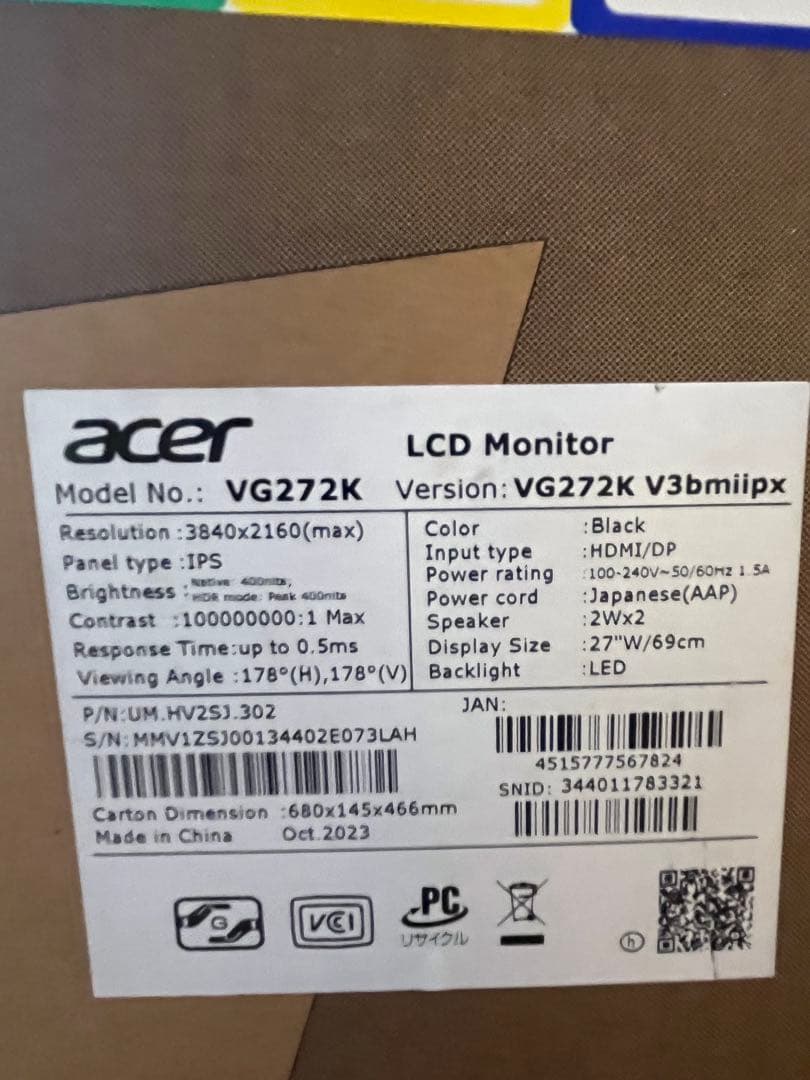 acer
LCD Monitor
Model No.: VG272K Version: VG272K V3bmiipx
Resolution :3840x2160(max)
Panel type :IPS
Brightness :Native: 400nits,
HDR mode: Peak 400nits
Contrast :100000000:1 Max
Response Time:up to 0.5ms
Viewing Angle :178°(H),178°(V)
Color :Black
Input type :HDMI/DP
Power rating :100-240V~50/60Hz 1.5A
Power cord :Japanese(AAP)
Speaker :2Wx2
Display Size :27"W/69cm
Backlight :LED
P/N:UM.HV2SJ.302
S/N:MMV1ZSJ00134402E073LAH
JAN:
4515777567824
SNID: 344011783321
Carton Dimension :680x145x466mm
Made in China Oct.2023
G
VCI
PC
リサイクル
h